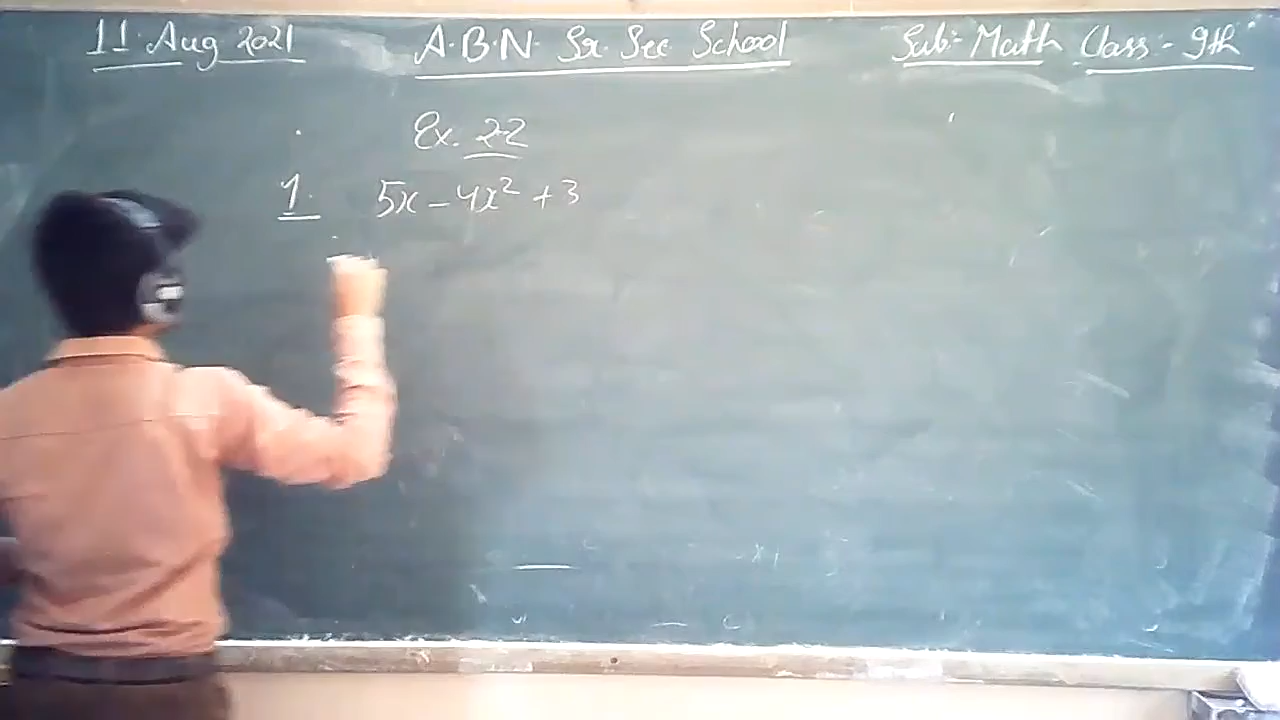 11 Aug 2021 A.B.N. Sr. Sec. School Sub:- Math Class:- 9th
Ex. 2.2
1. 5x - 4x² + 3